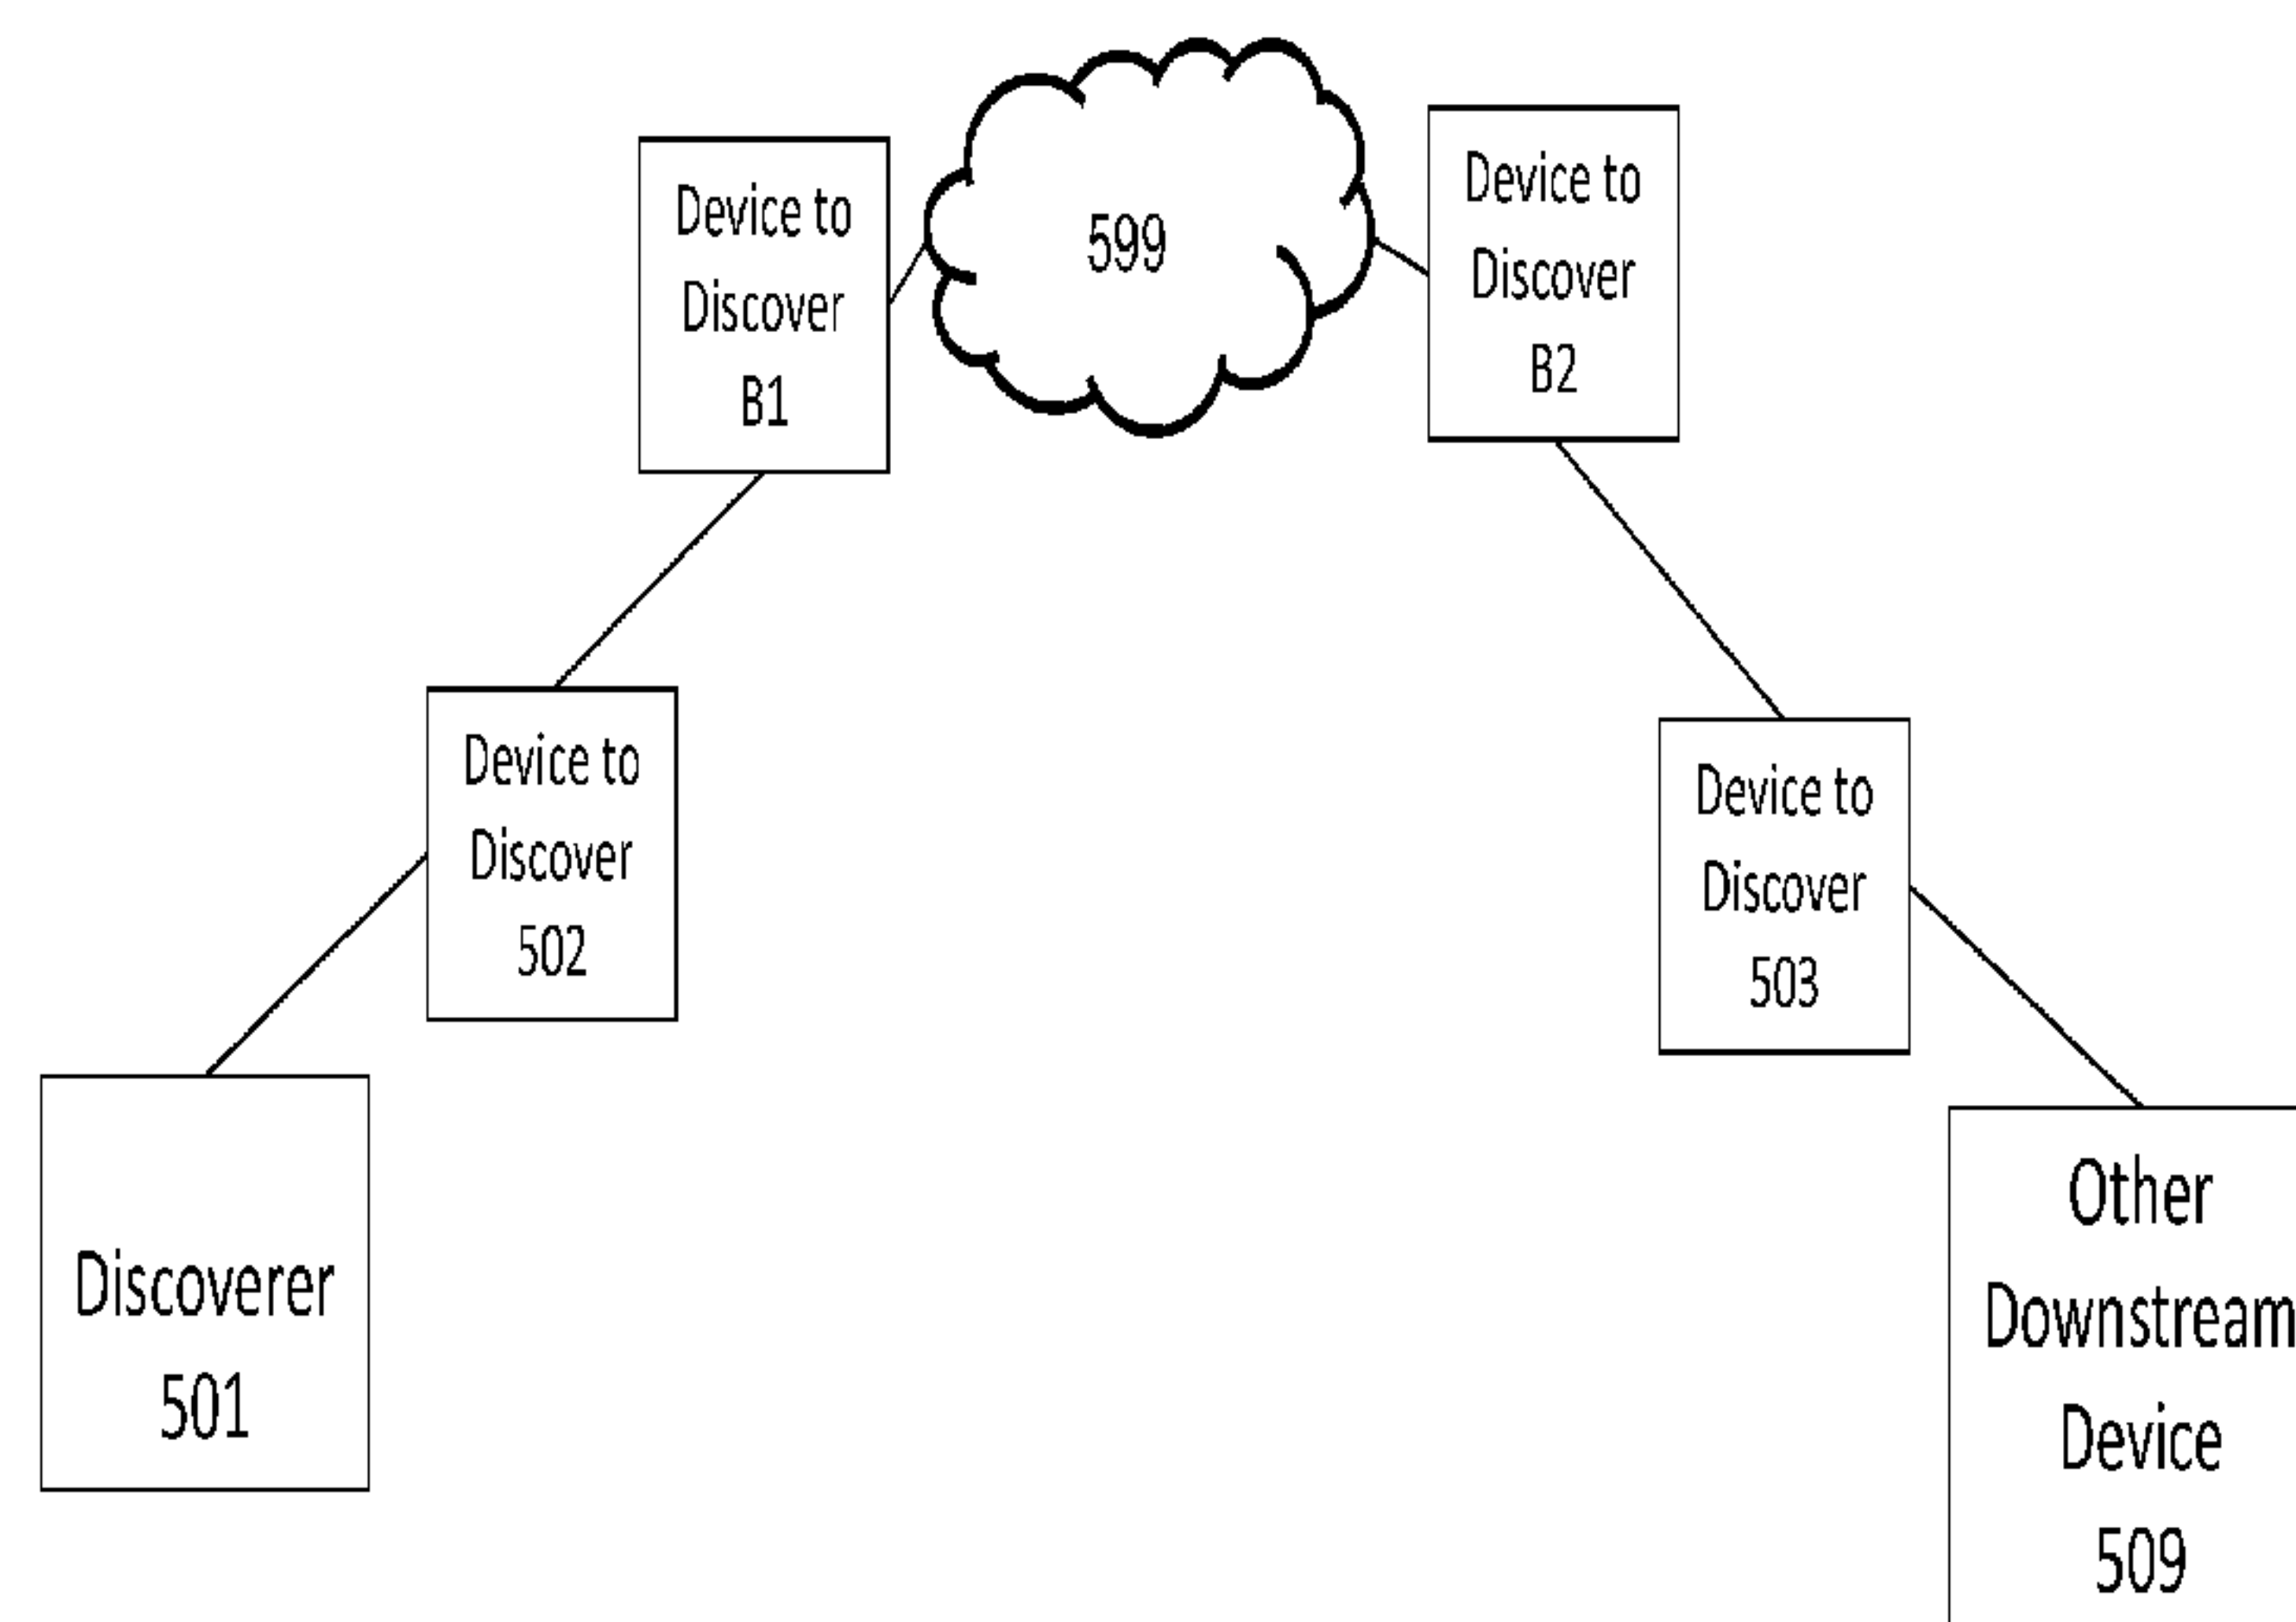 Device to
Discover
B1
599
Device to
Discover
B2
Device to
Discover
502
Device to
Discover
503
Discoverer
501
Other
Downstream
Device
509